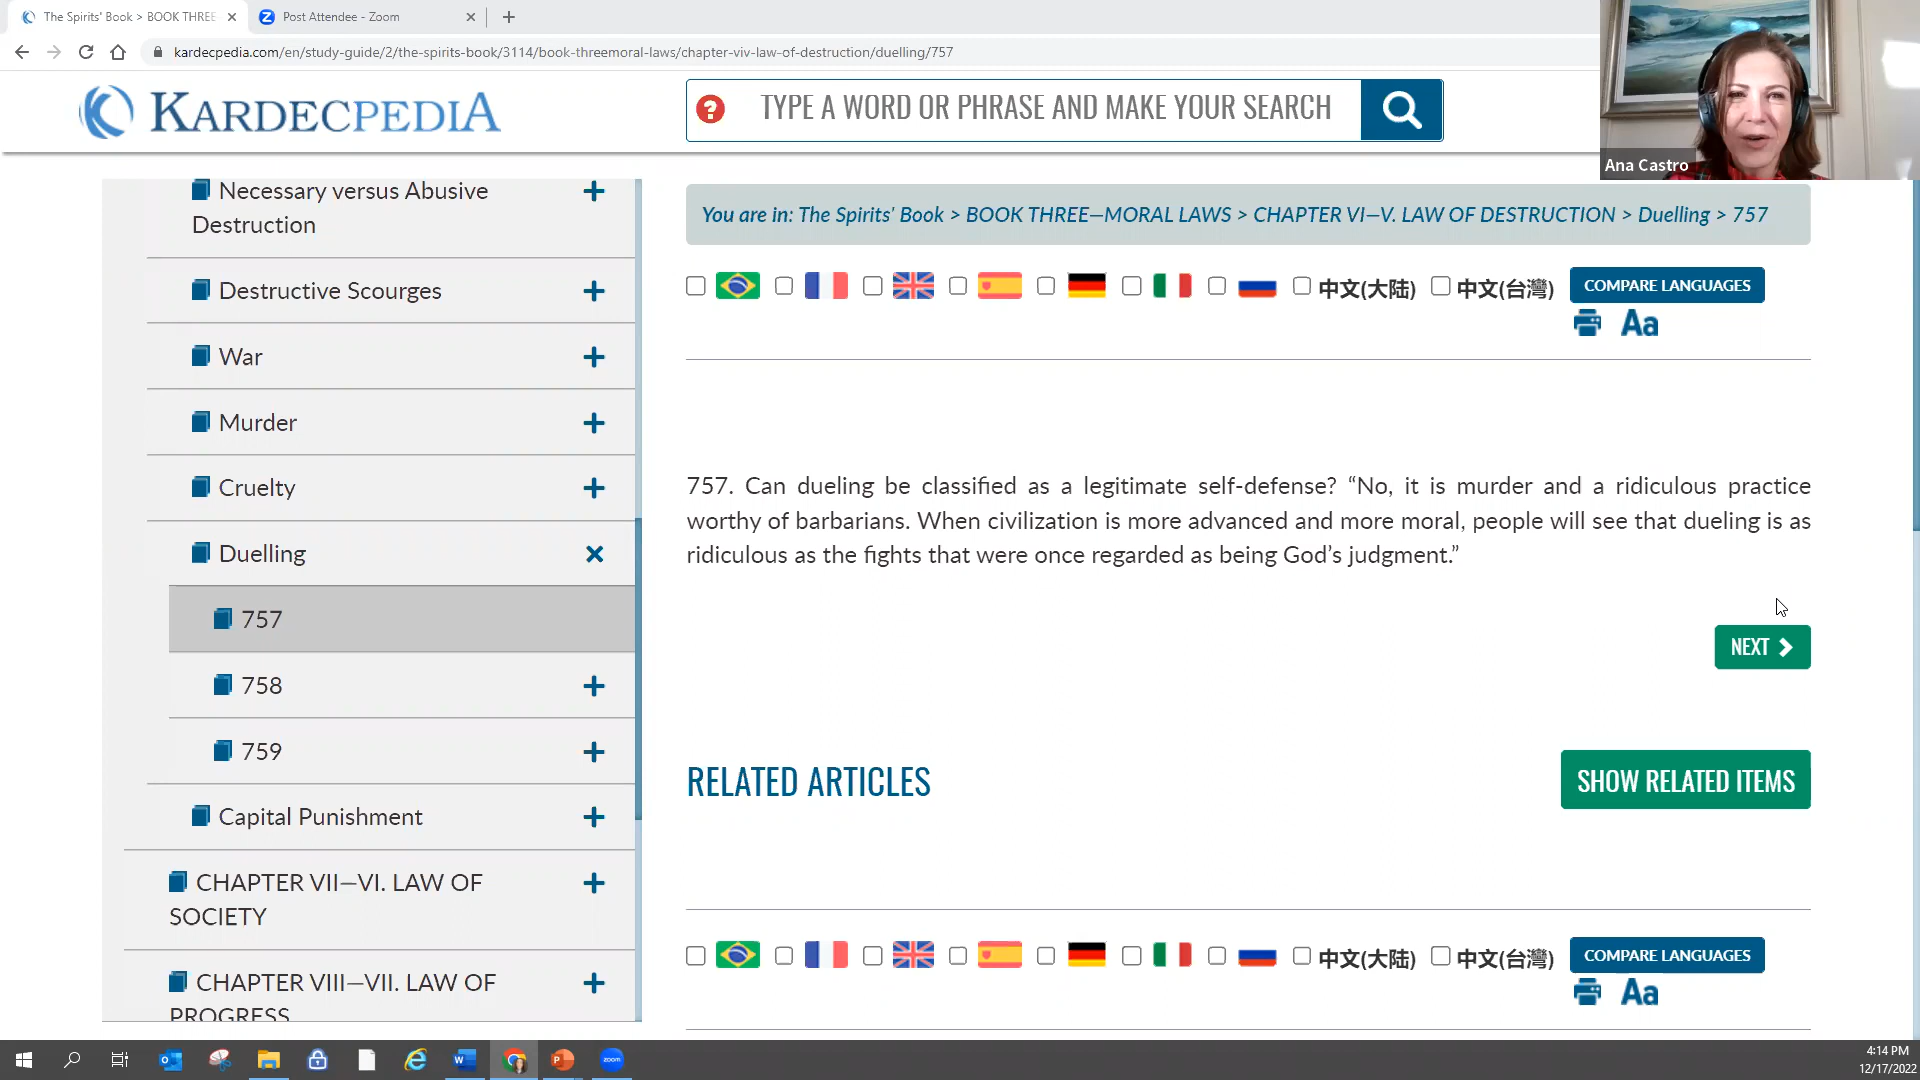 The Spirits' Book > BOOK THREE
Post Attendee - Zoom
kardecpedia.com/en/study-guide/2/the-spirits-book/3114/book-threemoral-laws/chapter-viv-law-of-destruction/duelling/757
KARDECPEDIA
TYPE A WORD OR PHRASE AND MAKE YOUR SEARCH
Ana Castro
Necessary versus Abusive
Destruction
Destructive Scourges
War
Murder
Cruelty
Duelling
757
758
759
Capital Punishment
CHAPTER VII—VI. LAW OF
SOCIETY
CHAPTER VIII—VII. LAW OF
PROGRESS
You are in: The Spirits' Book > BOOK THREE—MORAL LAWS > CHAPTER VI—V. LAW OF DESTRUCTION > Duelling > 757
中文(大陆) 中文(台灣) COMPARE LANGUAGES
Aa
757. Can dueling be classified as a legitimate self-defense? “No, it is murder and a ridiculous practice
worthy of barbarians. When civilization is more advanced and more moral, people will see that dueling is as
ridiculous as the fights that were once regarded as being God’s judgment.”
NEXT
RELATED ARTICLES
SHOW RELATED ITEMS
中文(大陆) 中文(台灣) COMPARE LANGUAGES
Aa
zoom
4:14 PM
12/17/2022